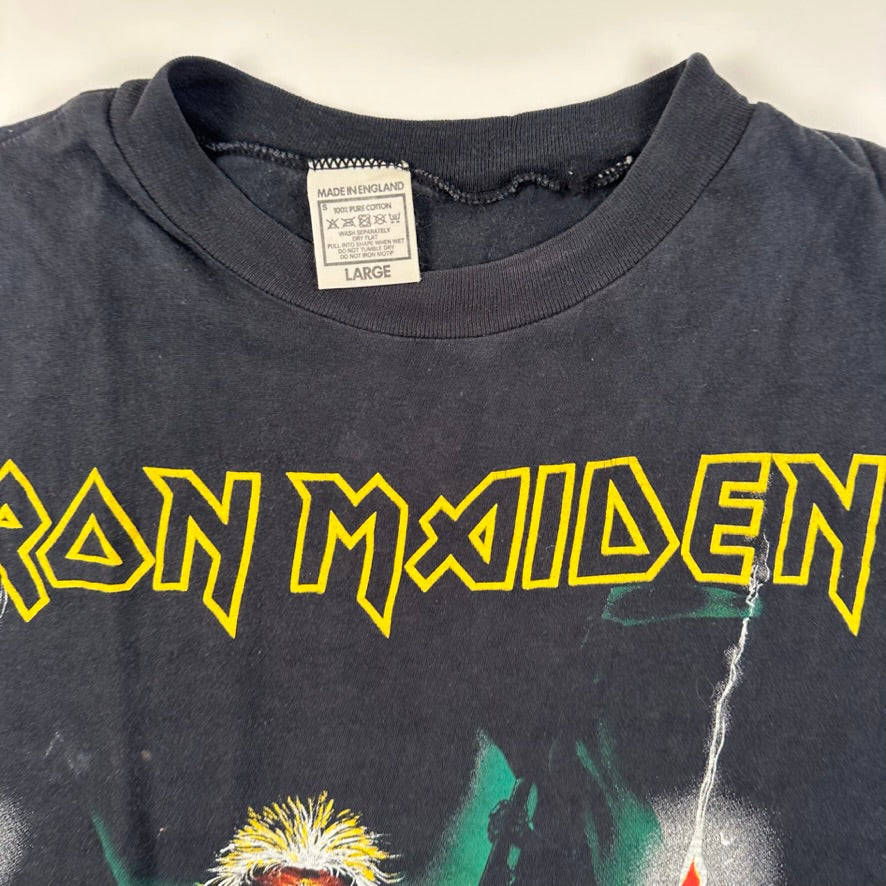 MADE IN ENGLAND
S
100% PURE COTTON
WASH SEPARATELY
DRY FLAT
PULL INTO SHAPE WHEN WET
DO NOT TUMBLE DRY
DO NOT IRON MOTIF
LARGE
RON MAIDEN